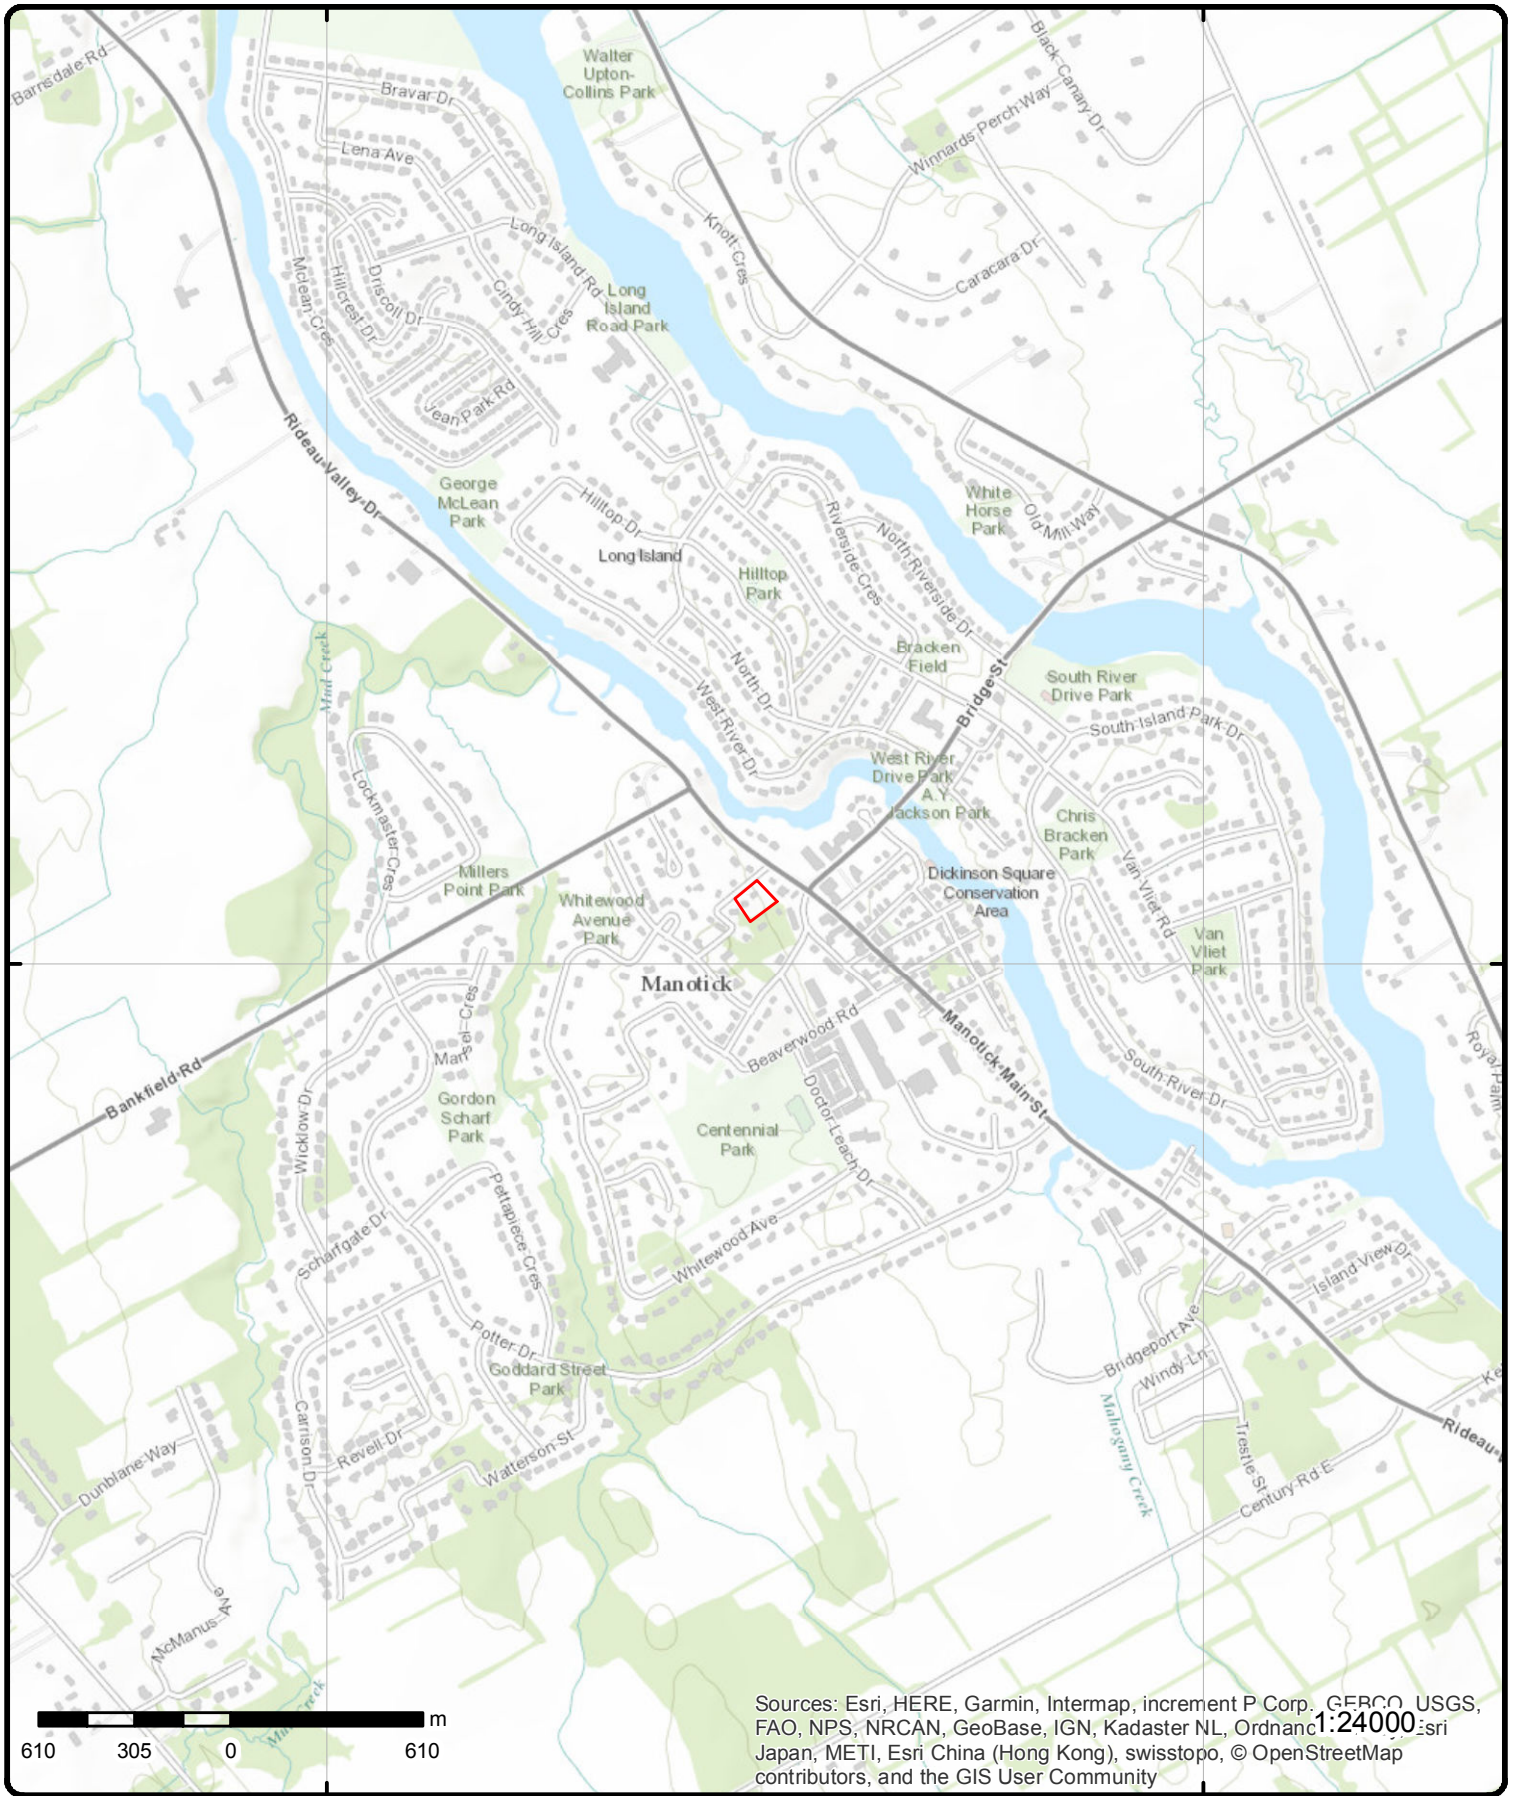 Barnsdale Rd
Bravar Dr
Walter
Upton-
Collins Park
Black Canary Dr
Lena Ave
Winnards Perch Way
Long Island Rd
Knott Cres
Caracara Dr
Mclean Cres
Hillcrest Dr
Driscoll Dr
Cindy Hill
Cres
Long
Island
Road Park
Jean Park Rd
Rideau Valley Dr
George
McLean
Park
Hilltop Dr
Long Island
White
Horse
Park
Old Mill Way
Riverside Cres
North Riverside Dr
Hilltop
Park
Mud Creek
Bracken
Field
South River
Drive Park
North Dr
West River Dr
Bridge St
South Island Park Dr
West River
Drive Park
A.Y.
Jackson Park
Lockmaster Cres
Chris
Bracken
Park
Millers
Point Park
Whitewood
Avenue
Park
Dickinson Square
Conservation
Area
Van Vliet Rd
Van
Vliet
Park
Manotick
Mansel Cres
Beaverwood Rd
Manotick Main St
Bankfield Rd
South River Dr
Royal Palm
Wicklow Dr
Gordon
Scharf
Park
Centennial
Park
Doctor Leach Dr
Pettapiece Cres
Scharfgate Dr
Whitewood Ave
Island View Dr
Potter Dr
Goddard Street
Park
Bridgeport Ave
Windy Ln
Mahogany Creek
Carrison Dr
Revell Dr
Watterson St
Dunblane Way
Trestle St
Century Rd E
Rideau
McManus Ave
Mud Creek
Sources: Esri, HERE, Garmin, Intermap, increment P Corp., GEBCO, USGS,
FAO, NPS, NRCAN, GeoBase, IGN, Kadaster NL, Esri
1:24000
Japan, METI, Esri China (Hong Kong), swisstopo, © OpenStreetMap
contributors, and the GIS User Community
m
610 305 0 610